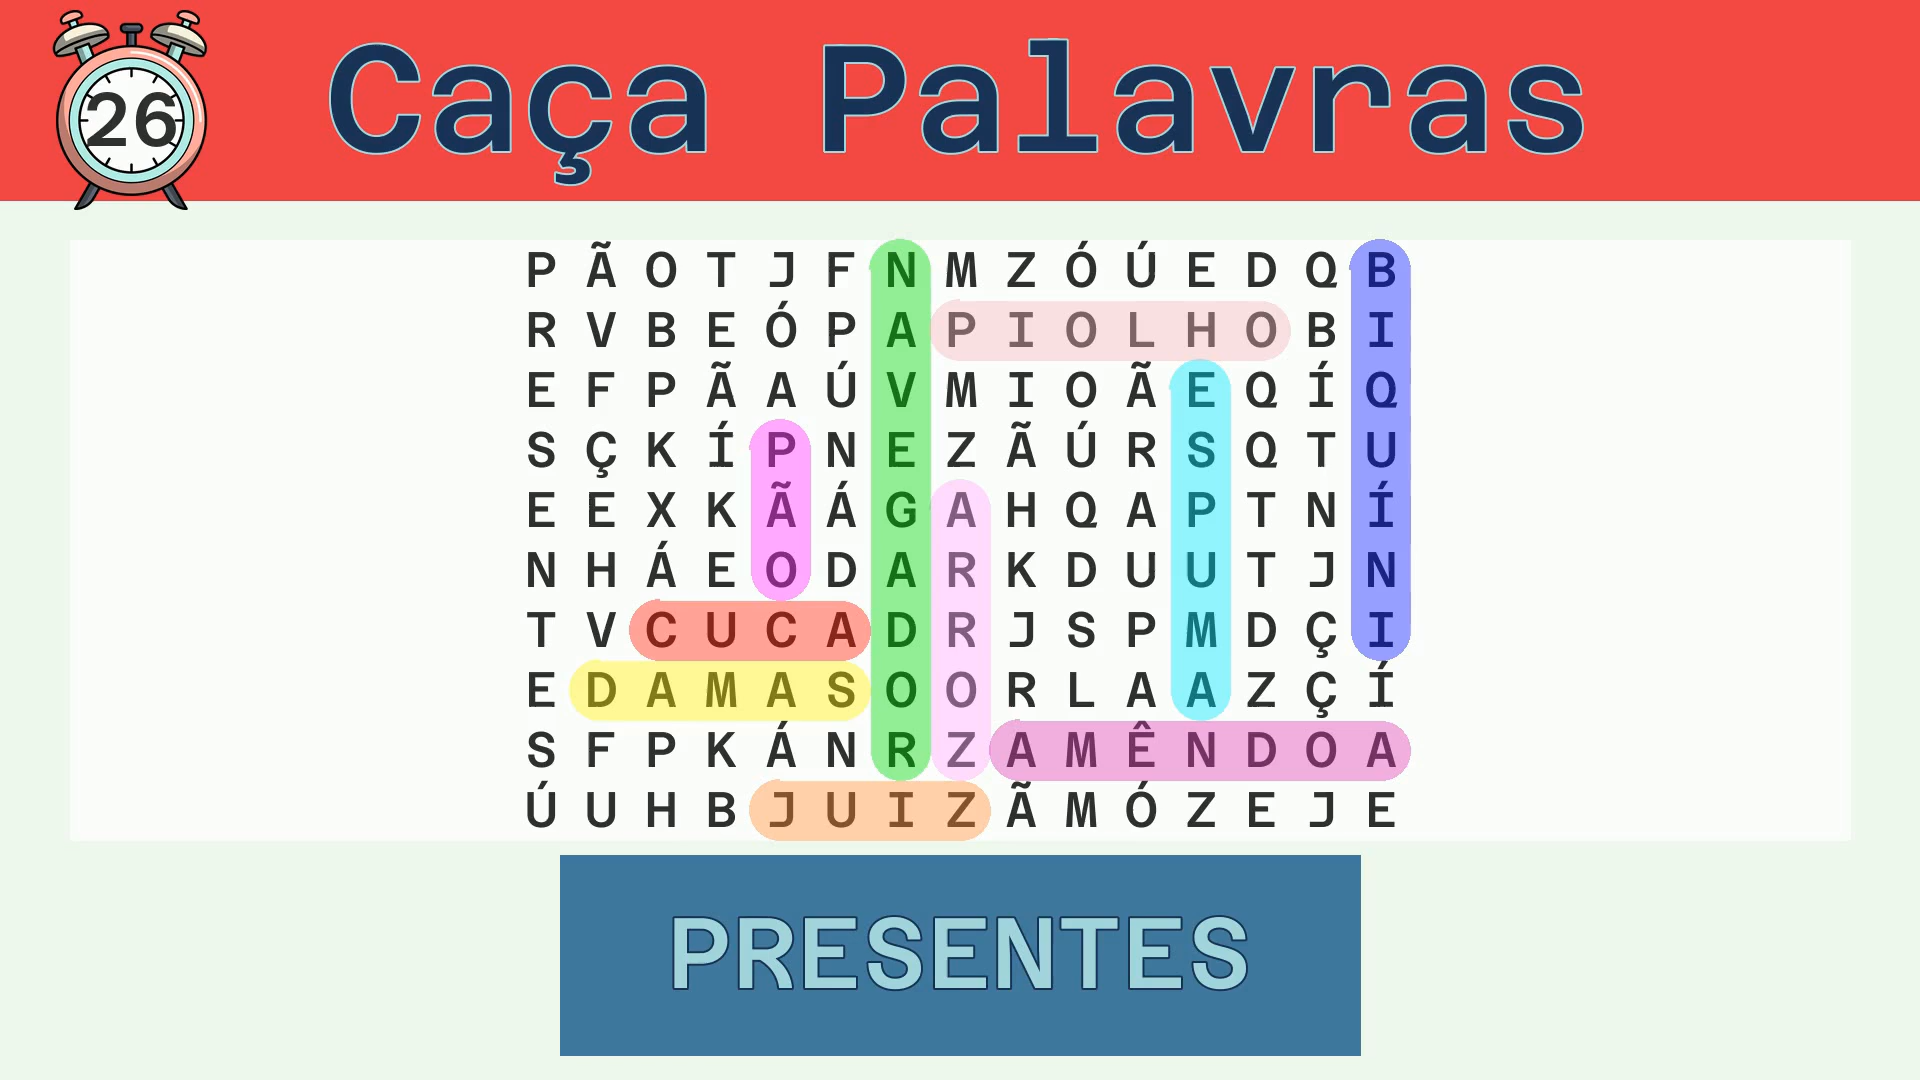 26
Caça Palavras
P Ã O T J F N M Z Ó Ú E D Q B
R V B E Ó P A P I O L H O B I
E F P Ã A Ú V M I O Ã E Q Í Q
S Ç K Í P N E Z Ã Ú R S Q T U
E E X K Ã Á G A H Q A P T N Í
N H Á E O D A R K D U U T J N
T V C U C A D R J S P M D Ç I
E D A M A S O O R L A A Z Ç Í
S F P K Á N R Z A M Ê N D O A
Ú U H B J U I Z Ã M Ó Z E J E
PRESENTES